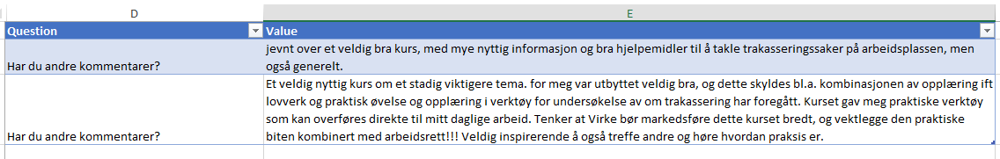 D E
Question Value
jevnt over et veldig bra kurs, med mye nyttig informasjon og bra hjelpemidler til å takle trakasseringssaker på arbeidsplassen, men
også generelt.
Har du andre kommentarer?
Et veldig nyttig kurs om et stadig viktigere tema. for meg var utbyttet veldig bra, og dette skyldes bl.a. kombinasjonen av opplæring ift
lovverk og praktisk øvelse og opplæring i verktøy for undersøkelse av om trakassering har foregått. Kurset gav meg praktiske verktøy
som kan overføres direkte til mitt daglige arbeid. Tenker at Virke bør markedsføre dette kurset bredt, og vektlegge den praktiske
biten kombinert med arbeidsrett!!! Veldig inspirerende å også treffe andre og høre hvordan praksis er.
Har du andre kommentarer?